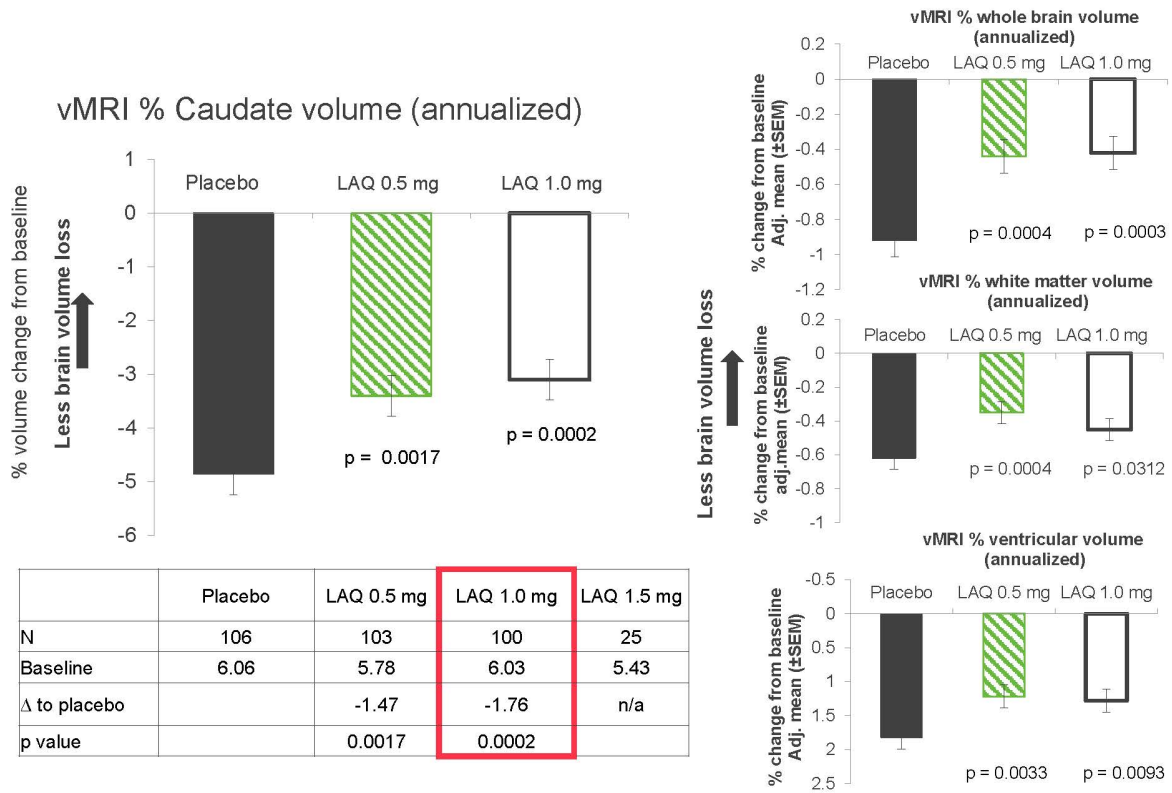 vMRI % Caudate volume (annualized)
% volume change from baseline
Less brain volume loss
1
0
-1
-2
-3
-4
-5
-6
Placebo
LAQ 0.5 mg
LAQ 1.0 mg
p = 0.0017
p = 0.0002
Placebo LAQ 0.5 mg LAQ 1.0 mg LAQ 1.5 mg
N 106 103 100 25
Baseline 6.06 5.78 6.03 5.43
Δ to placebo -1.47 -1.76 n/a
p value 0.0017 0.0002
Less brain volume loss
vMRI % whole brain volume
(annualized)
% change from baseline
Adj. mean (±SEM)
0.2
0
-0.2
-0.4
-0.6
-0.8
-1
-1.2
Placebo
LAQ 0.5 mg
LAQ 1.0 mg
p = 0.0004
p = 0.0003
vMRI % white matter volume
(annualized)
% change from baseline
adj.mean (±SEM)
0.2
0
-0.2
-0.4
-0.6
-0.8
-1
Placebo
LAQ 0.5 mg
LAQ 1.0 mg
p = 0.0004
p = 0.0312
vMRI % ventricular volume
(annualized)
% change from baseline
Adj. mean (±SEM)
-0.5
0
0.5
1
1.5
2
2.5
Placebo
LAQ 0.5 mg
LAQ 1.0 mg
p = 0.0033
p = 0.0093